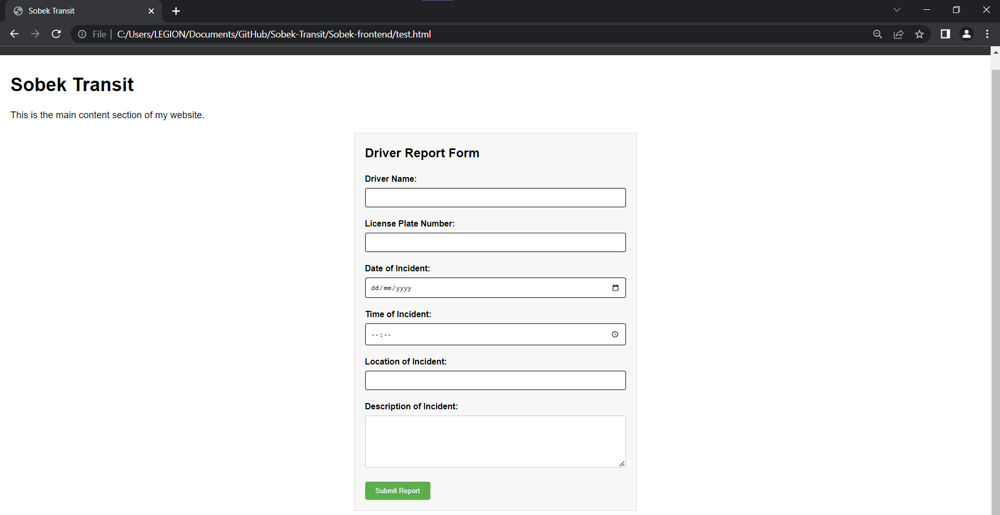 Sobek Transit
File | C:/Users/LEGION/Documents/GitHub/Sobek-Transit/Sobek-frontend/test.html
Sobek Transit
This is the main content section of my website.
Driver Report Form
Driver Name:
License Plate Number:
Date of Incident:
dd/mm/yyyy
Time of Incident:
--:--
Location of Incident:
Description of Incident:
Submit Report